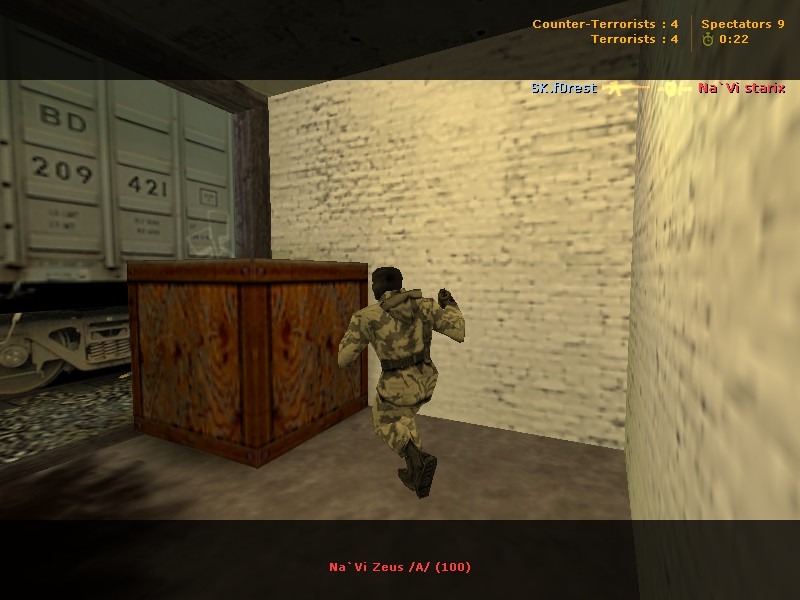 Counter-Terrorists : 4
Spectators 9
Terrorists : 4
0:22
SK.f0rest
Na`Vi starix
BD
209
421
Na`Vi Zeus /A/ (100)